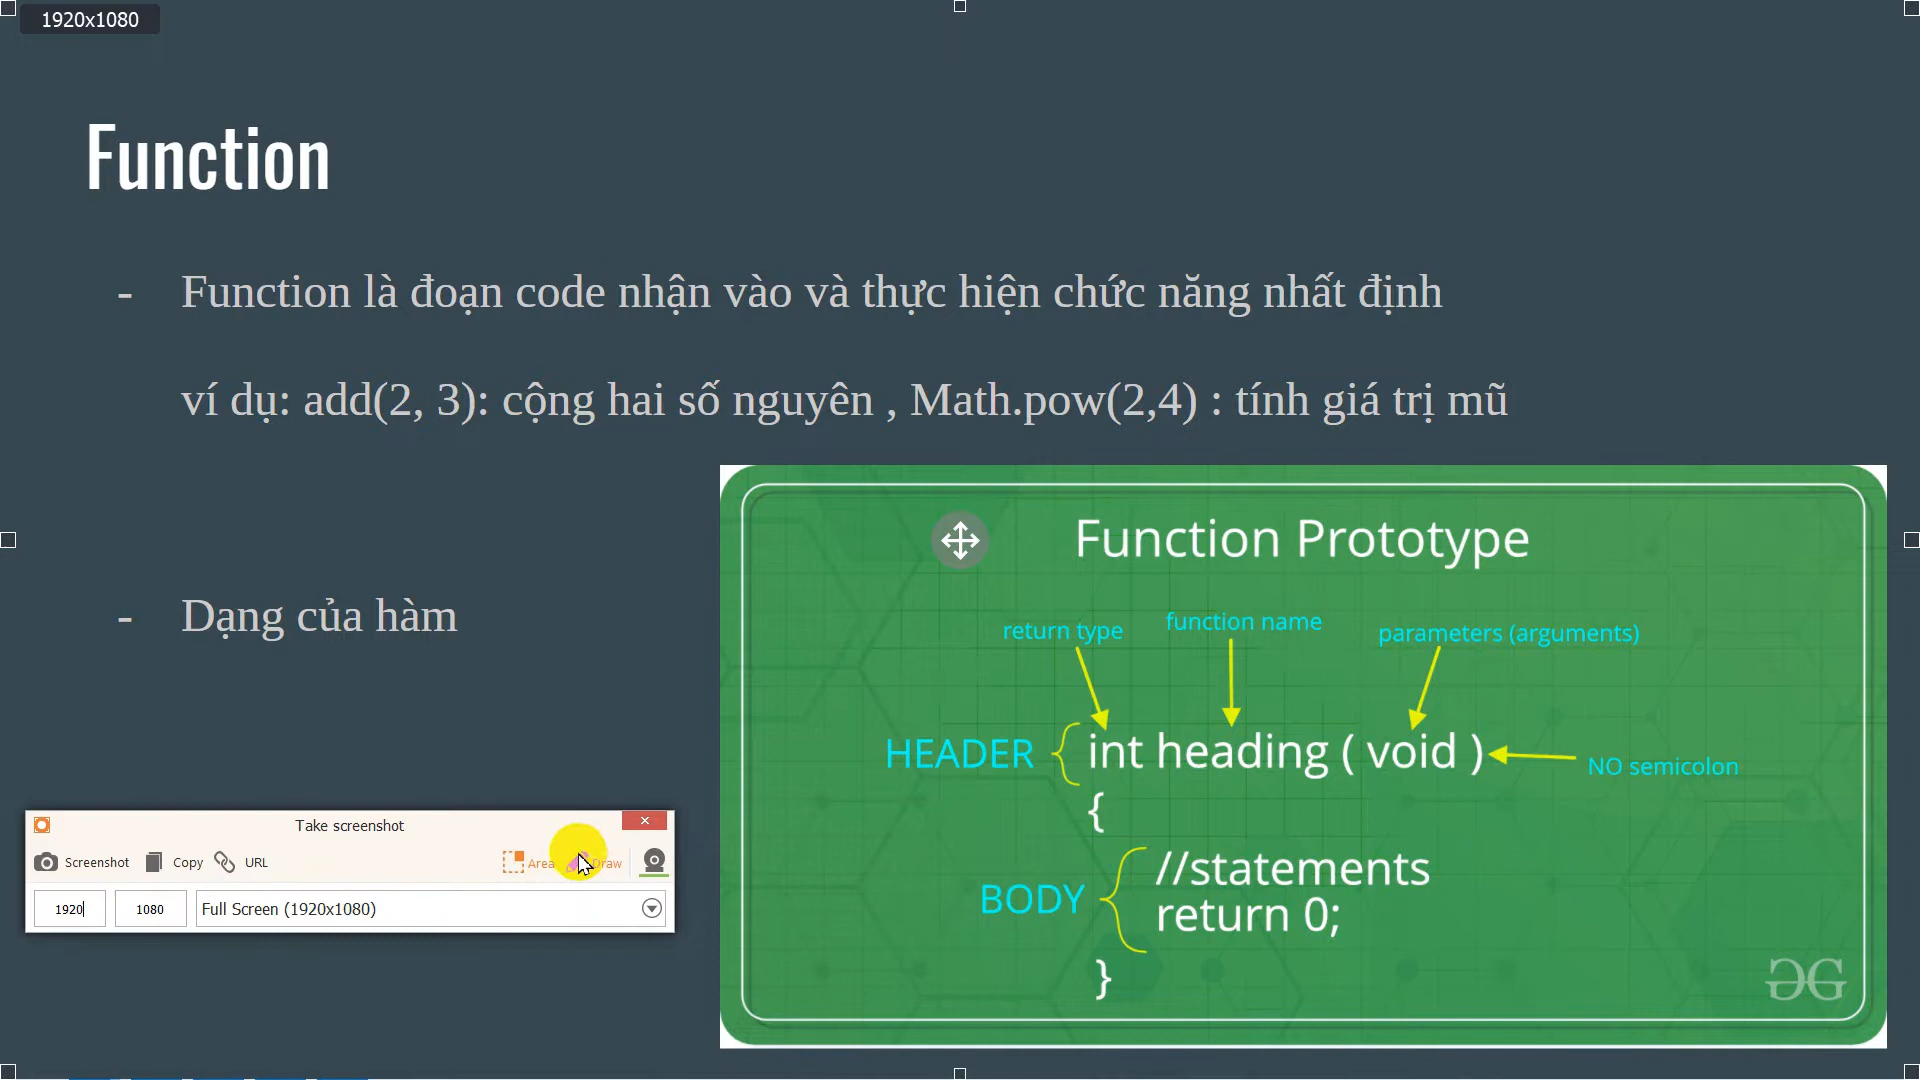 1920x1080
Function
- Function là đoạn code nhận vào và thực hiện chức năng nhất định
ví dụ: add(2, 3): cộng hai số nguyên , Math.pow(2,4) : tính giá trị mũ
- Dạng của hàm
Function Prototype
return type
function name
parameters (arguments)
HEADER
int heading ( void )
NO semicolon
{
BODY
//statements
return 0;
}
GG
Take screenshot
Screenshot Copy URL Area Draw
1920 1080 Full Screen (1920x1080)